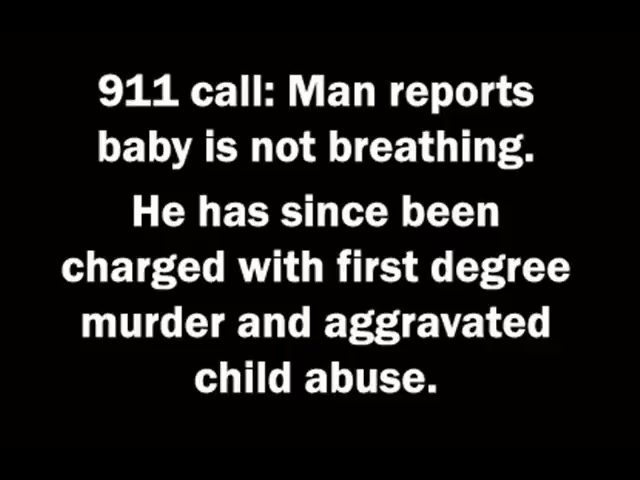 911 call: Man reports
baby is not breathing.
He has since been
charged with first degree
murder and aggravated
child abuse.